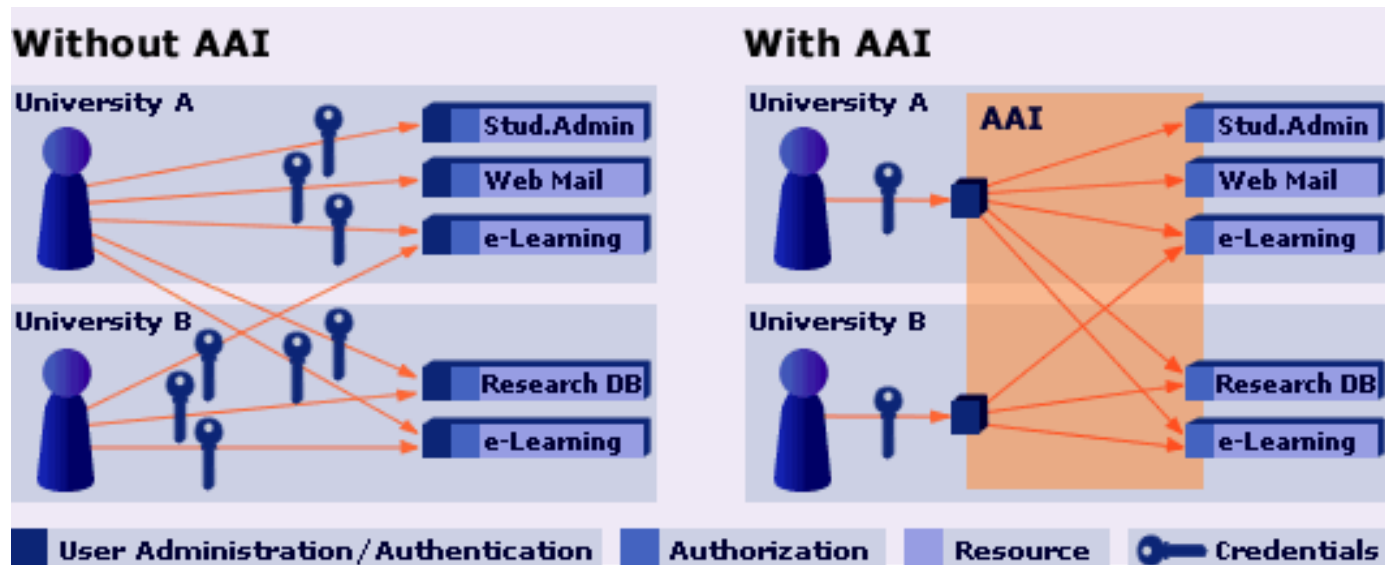 Without AAI
University A
Stud.Admin
Web Mail
e-Learning
University B
Research DB
e-Learning
With AAI
University A
AAI
Stud.Admin
Web Mail
e-Learning
University B
Research DB
e-Learning
User Administration/Authentication
Authorization
Resource
Credentials